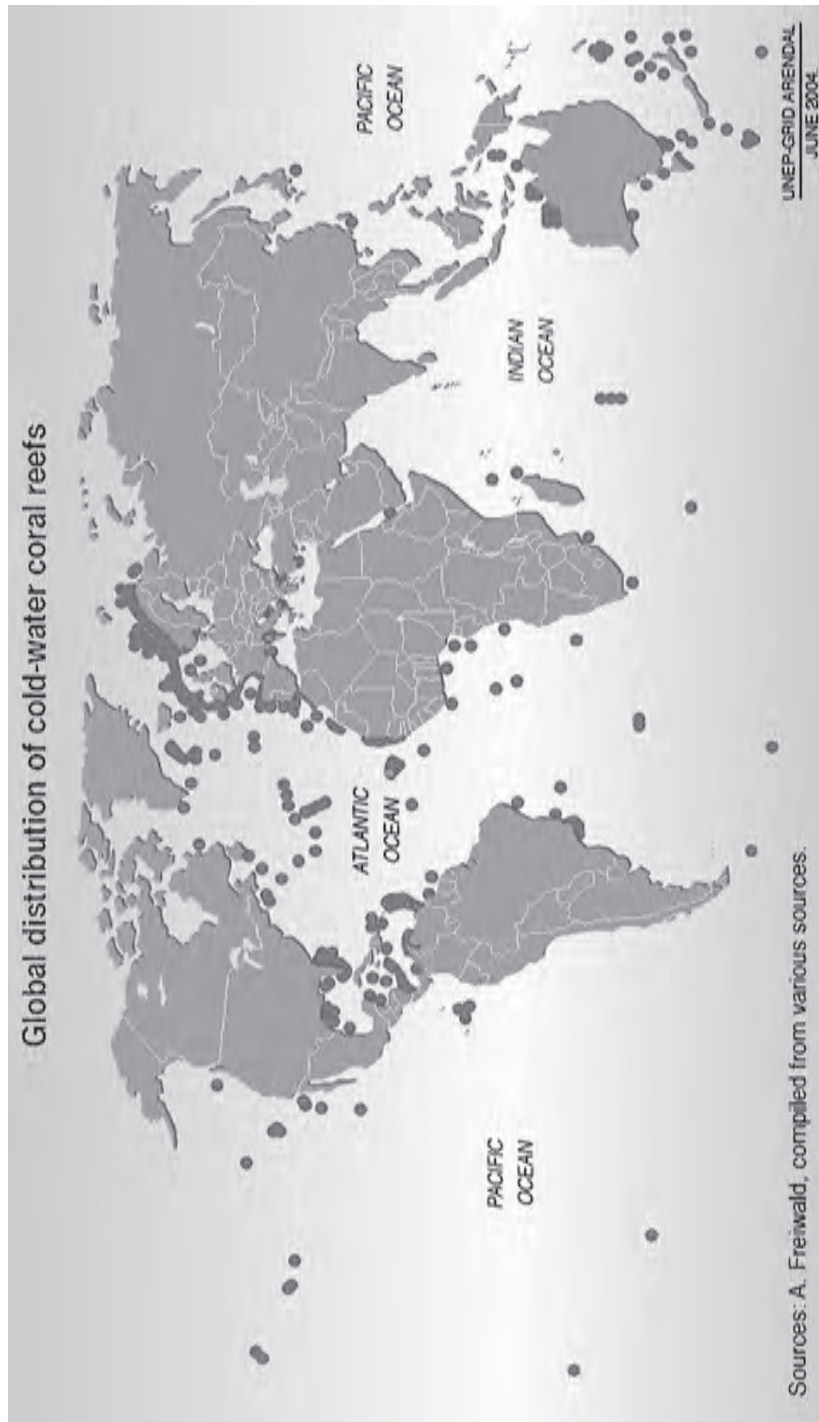 Global distribution of cold-water coral reefs
PACIFIC
OCEAN
ATLANTIC
OCEAN
INDIAN
OCEAN
PACIFIC
OCEAN
Sources: A. Freiwald, compiled from various sources.
UNEP-GRID ARENDAL
JUNE 2004